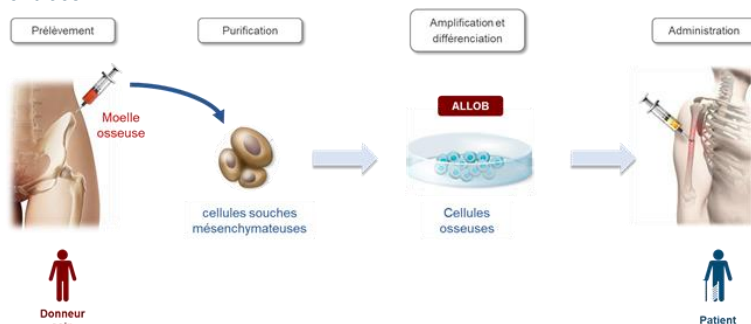 Prélèvement
Purification
Amplification et
différenciation
Administration
Moelle
osseuse
ALLOB
cellules souches
mésenchymateuses
Cellules
osseuses
Donneur
Patient